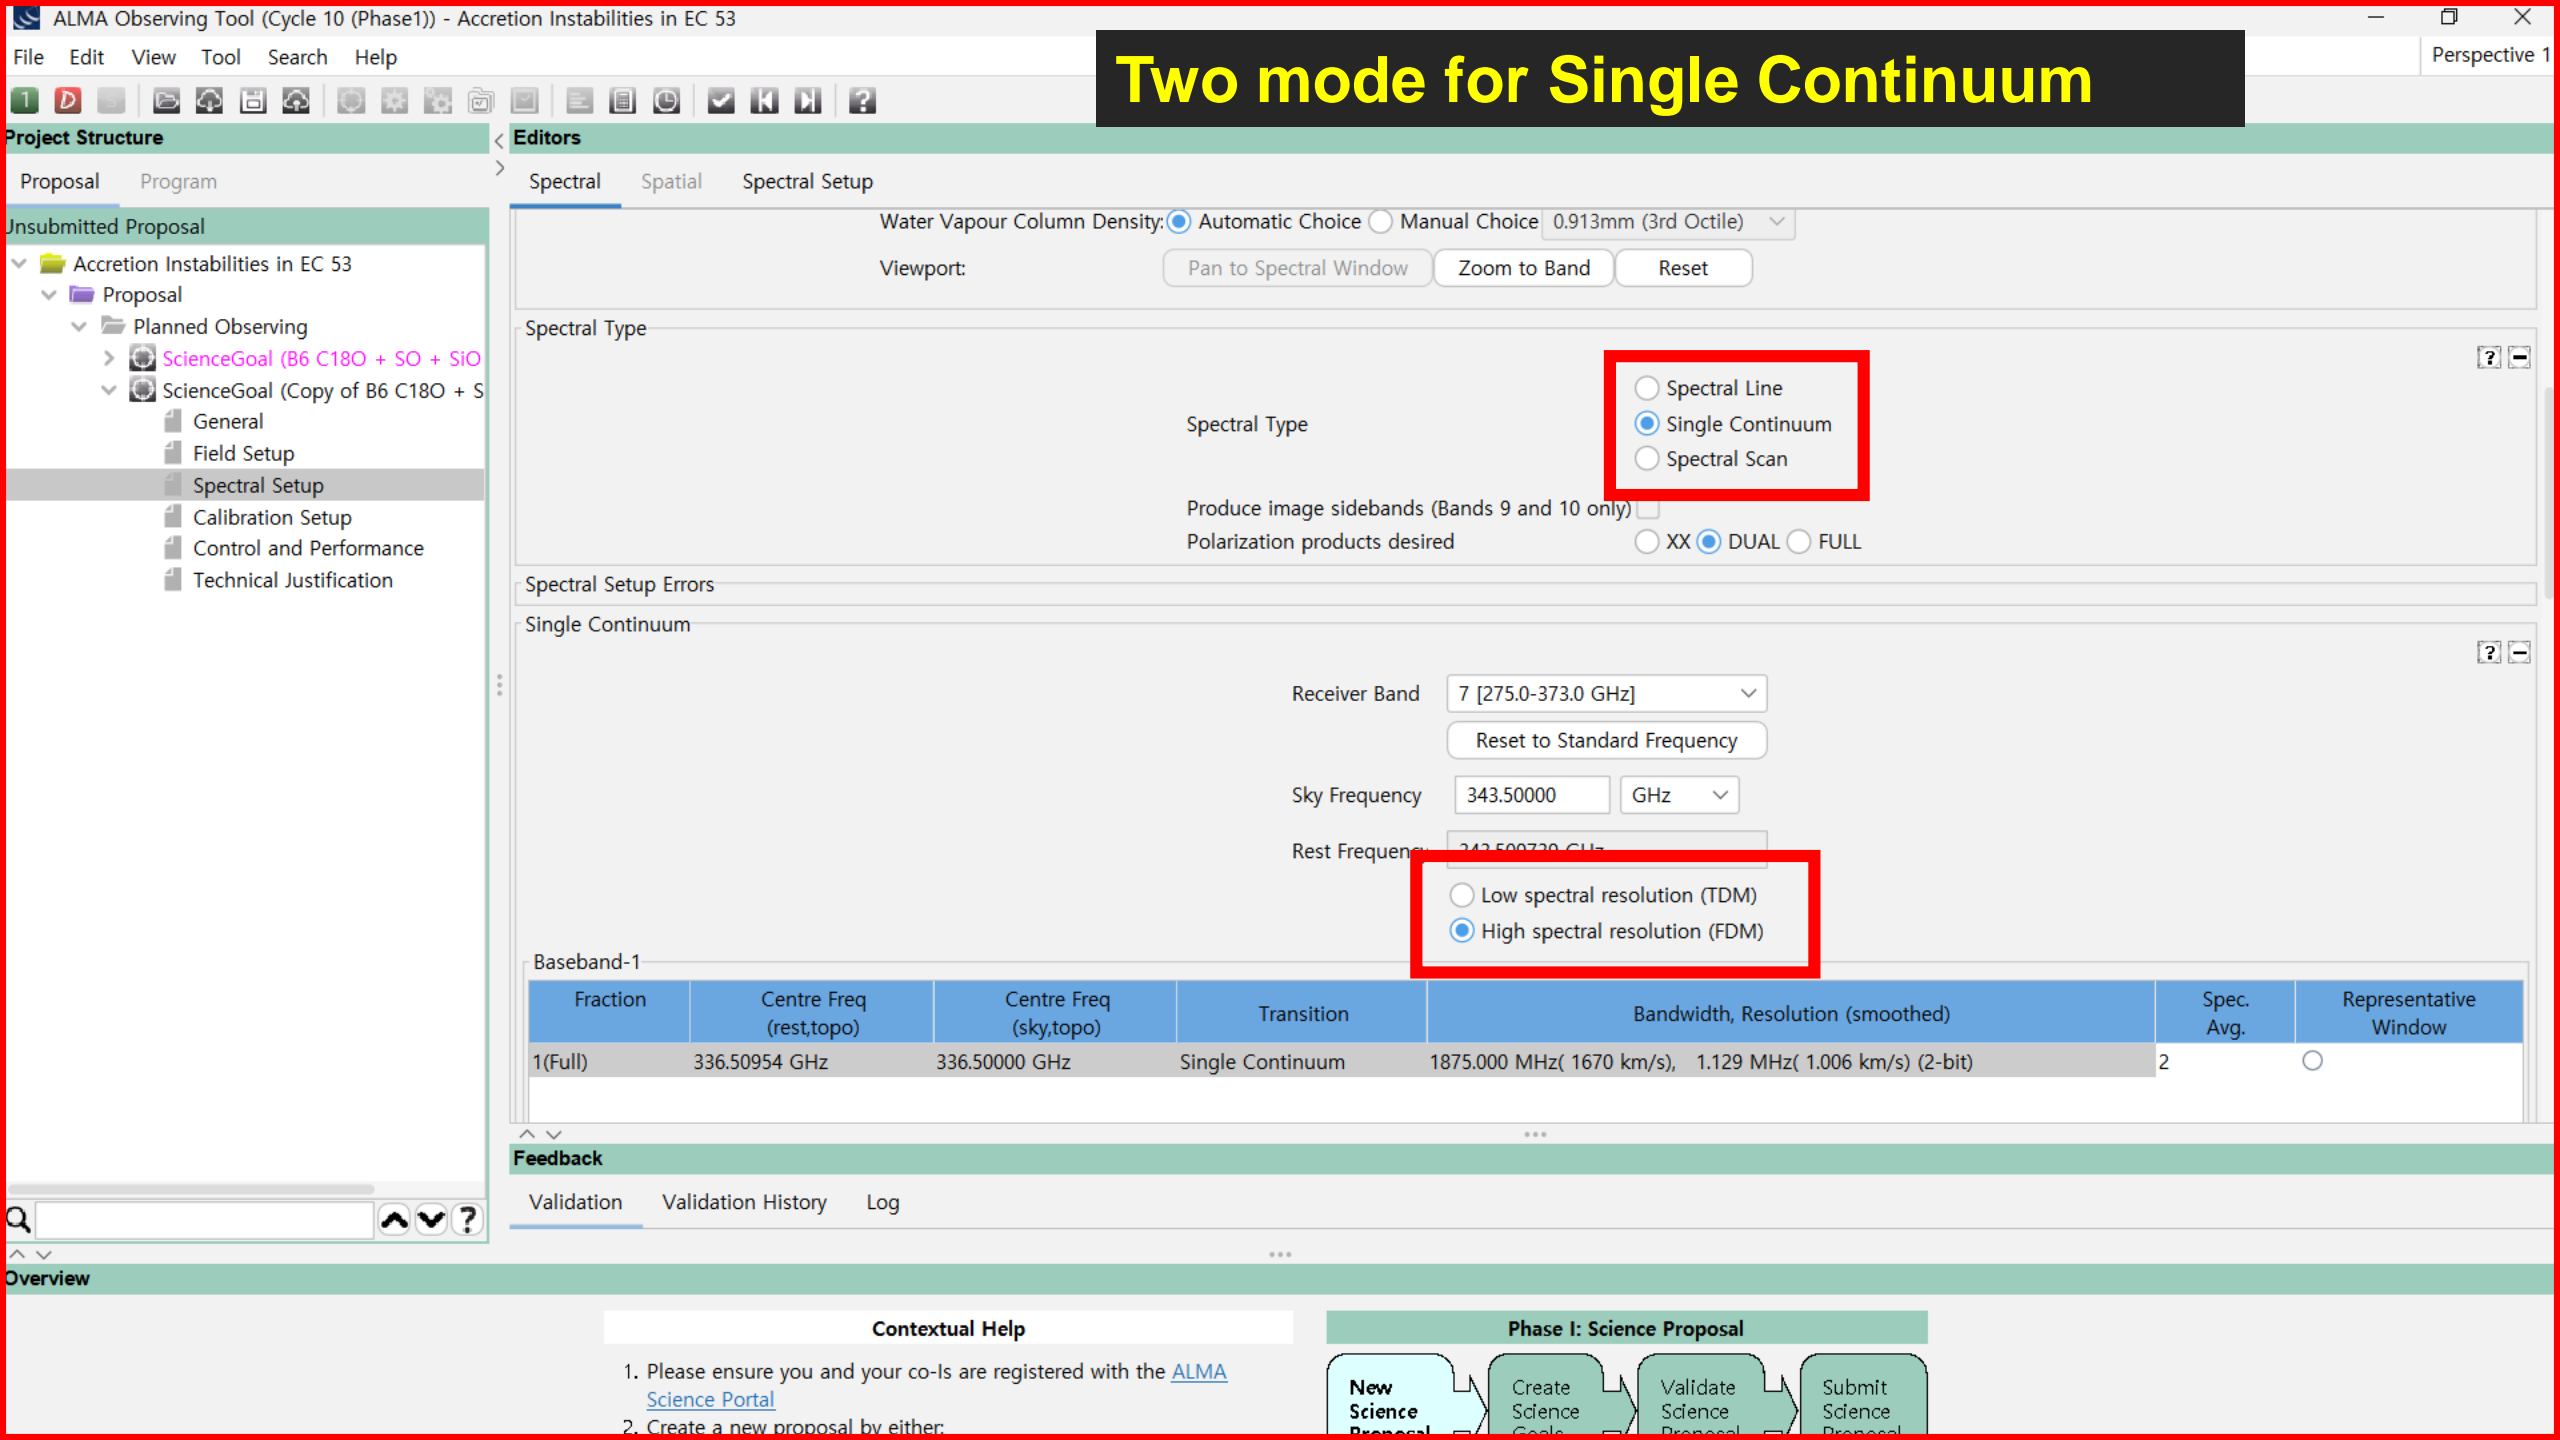 ALMA Observing Tool (Cycle 10 (Phase1)) - Accretion Instabilities in EC 53
File Edit View Tool Search Help
Perspective 1
Two mode for Single Continuum
Project Structure
Proposal Program
Unsubmitted Proposal
Accretion Instabilities in EC 53
Proposal
Planned Observing
ScienceGoal (B6 C18O + SO + SiO
ScienceGoal (Copy of B6 C18O + S
General
Field Setup
Spectral Setup
Calibration Setup
Control and Performance
Technical Justification
Editors
Spectral Spatial Spectral Setup
Water Vapour Column Density: Automatic Choice Manual Choice 0.913mm (3rd Octile)
Viewport: Pan to Spectral Window Zoom to Band Reset
Spectral Type
Spectral Type
Spectral Line
Single Continuum
Spectral Scan
Produce image sidebands (Bands 9 and 10 only)
Polarization products desired XX DUAL FULL
Spectral Setup Errors
Single Continuum
Receiver Band 7 [275.0-373.0 GHz]
Reset to Standard Frequency
Sky Frequency 343.50000 GHz
Rest
Low spectral resolution (TDM)
High spectral resolution (FDM)
Baseband-1
Fraction Centre Freq (rest,topo) Centre Freq (sky,topo) Transition Bandwidth, Resolution (smoothed) Spec. Avg. Representative Window
1(Full) 336.50954 GHz 336.50000 GHz Single Continuum 1875.000 MHz( 1670 km/s), 1.129 MHz( 1.006 km/s) (2-bit) 2
Feedback
Validation Validation History Log
Overview
Contextual Help
1. Please ensure you and your co-Is are registered with the ALMA
Science Portal
2. Create a new proposal by either:
Phase I: Science Proposal
New
Science
Proposal
Create
Science
Goals
Validate
Science
Proposal
Submit
Science
Proposal